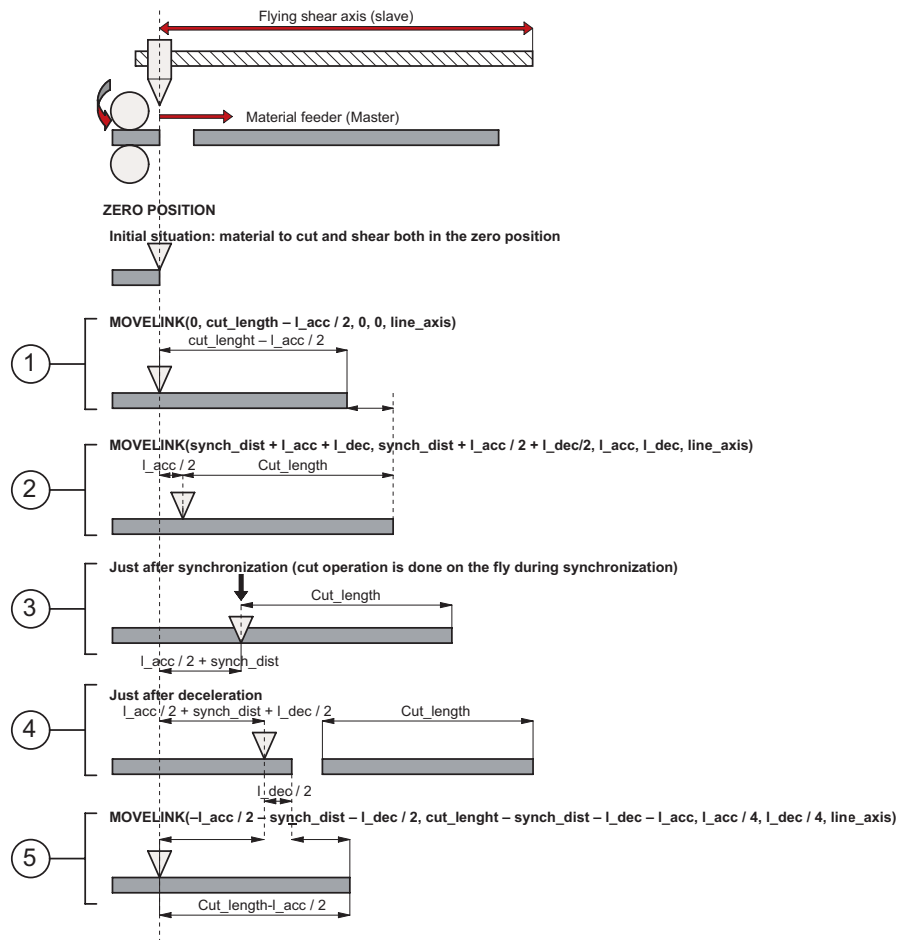 Flying shear axis (slave)
Material feeder (Master)
ZERO POSITION
Initial situation: material to cut and shear both in the zero position
MOVELINK(0, cut_length – l_acc / 2, 0, 0, line_axis)
cut_lenght – l_acc / 2
1
MOVELINK(synch_dist + l_acc + l_dec, synch_dist + l_acc / 2 + l_dec/2, l_acc, l_dec, line_axis)
l_acc / 2
Cut_length
2
Just after synchronization (cut operation is done on the fly during synchronization)
Cut_length
3
l_acc / 2 + synch_dist
Just after deceleration
l_acc / 2 + synch_dist + l_dec / 2
Cut_length
4
l_dec / 2
MOVELINK(–l_acc / 2 – synch_dist – l_dec / 2, cut_lenght – synch_dist – l_dec – l_acc, l_acc / 4, l_dec / 4, line_axis)
5
Cut_length-l_acc / 2